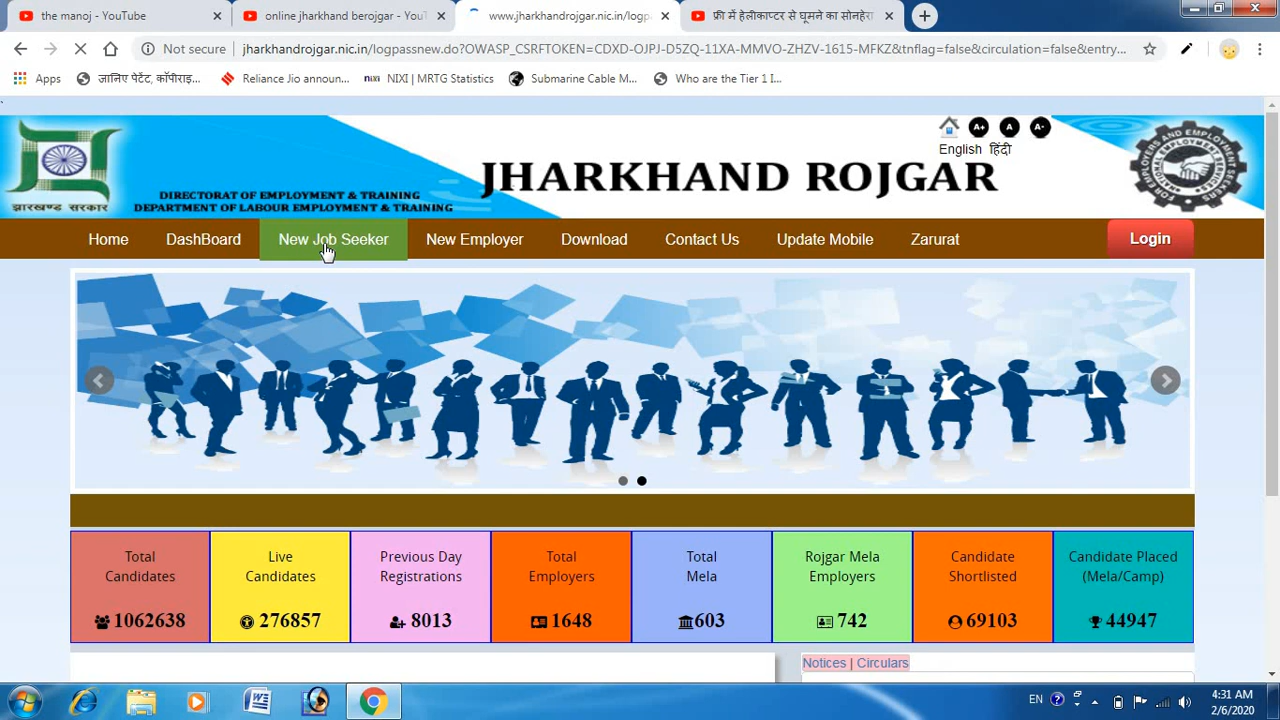 the manoj - YouTube
online jharkhand berojgar - YouT
www.jharkhandrojgar.nic.in/logp
फ्री में हेलीकाप्टर से घूमने का सोनहेरा
Not secure
jharkhandrojgar.nic.in/logpassnew.do?OWASP_CSRFTOKEN=CDXD-OJPJ-D5ZQ-11XA-MMVO-ZHZV-1615-MFKZ&tnflag=false&circulation=false&entry...
Apps
जानिए पेटेंट, कॉपीराइ...
Reliance Jio announ...
nixi NIXI | MRTG Statistics
Submarine Cable M...
Who are the Tier 1 I...
A+ A A-
English हिंदी
झारखण्ड सरकार
DIRECTORAT OF EMPLOYMENT & TRAINING
DEPARTMENT OF LABOUR EMPLOYMENT & TRAINING
JHARKHAND ROJGAR
Home DashBoard New Job Seeker New Employer Download Contact Us Update Mobile Zarurat Login
Total Candidates
1062638
Live Candidates
276857
Previous Day Registrations
8013
Total Employers
1648
Total Mela
603
Rojgar Mela Employers
742
Candidate Shortlisted
69103
Candidate Placed (Mela/Camp)
44947
Notices | Circulars
EN
4:31 AM
2/6/2020